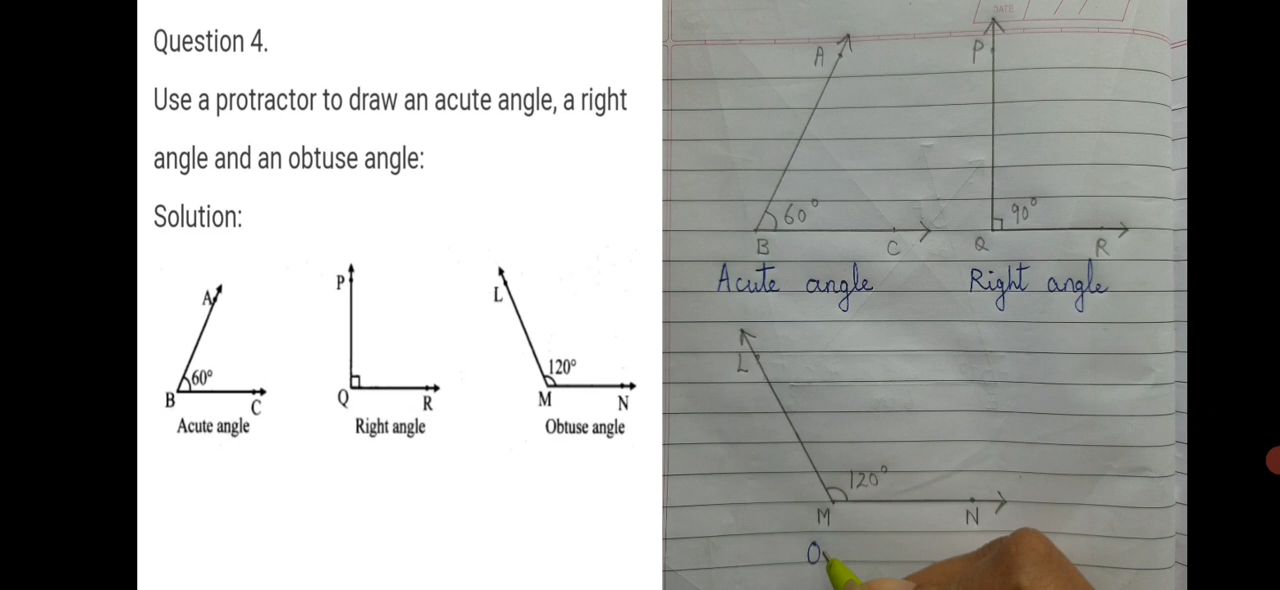 Question 4.
Use a protractor to draw an acute angle, a right
angle and an obtuse angle:
Solution:
A
60°
B
C
Acute angle
P
Q
R
Right angle
L
120°
M
N
Obtuse angle
DATE
A
60°
B
C
Acute angle
P
90°
Q
R
Right angle
L
120°
M
N
O